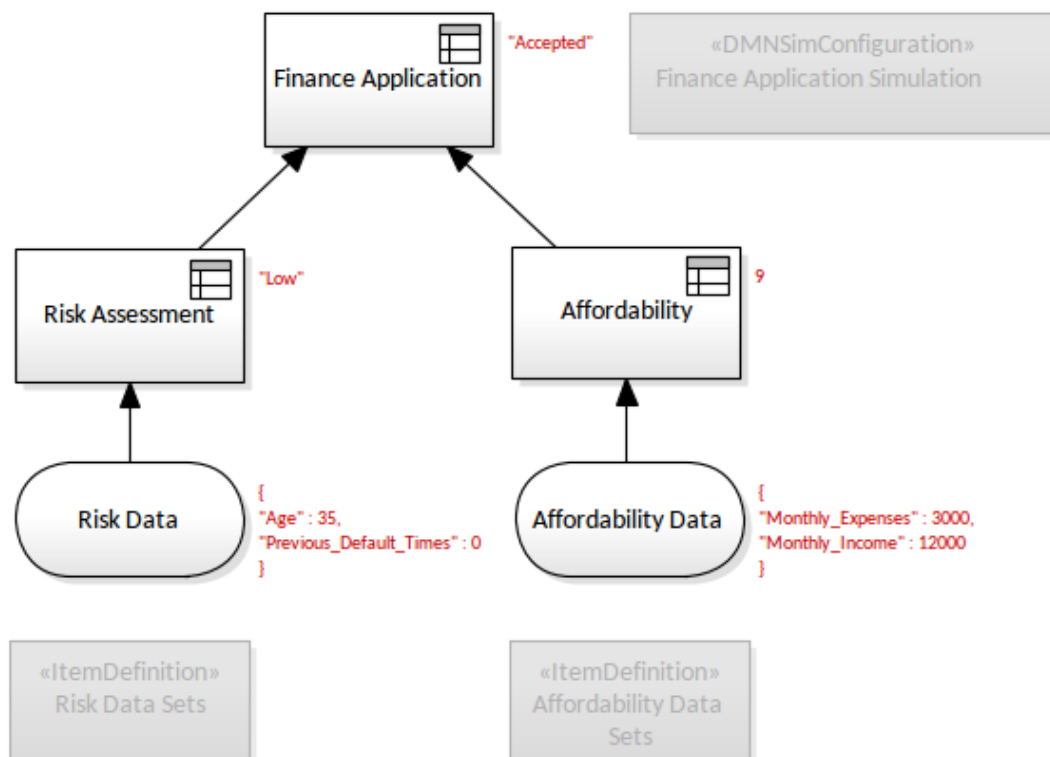 Finance Application
"Accepted"
«DMNSimConfiguration»
Finance Application Simulation
Risk Assessment
"Low"
Affordability
9
Risk Data
{
"Age" : 35,
"Previous_Default_Times" : 0
}
Affordability Data
{
"Monthly_Expenses" : 3000,
"Monthly_Income" : 12000
}
«ItemDefinition»
Risk Data Sets
«ItemDefinition»
Affordability Data
Sets